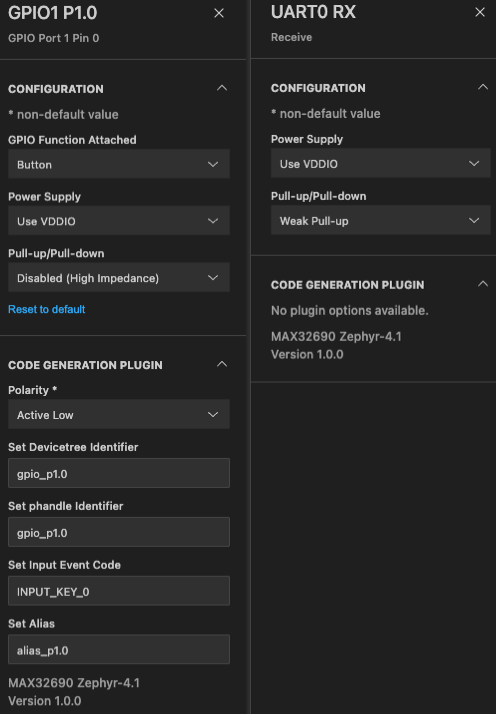 GPIO1 P1.0
GPIO Port 1 Pin 0
CONFIGURATION
* non-default value
GPIO Function Attached
Button
Power Supply
Use VDDIO
Pull-up/Pull-down
Disabled (High Impedance)
Reset to default
CODE GENERATION PLUGIN
Polarity *
Active Low
Set Devicetree Identifier
gpio_p1.0
Set phandle Identifier
gpio_p1.0
Set Input Event Code
INPUT_KEY_0
Set Alias
alias_p1.0
MAX32690 Zephyr-4.1
Version 1.0.0
UART0 RX
Receive
CONFIGURATION
* non-default value
Power Supply
Use VDDIO
Pull-up/Pull-down
Weak Pull-up
CODE GENERATION PLUGIN
No plugin options available.
MAX32690 Zephyr-4.1
Version 1.0.0